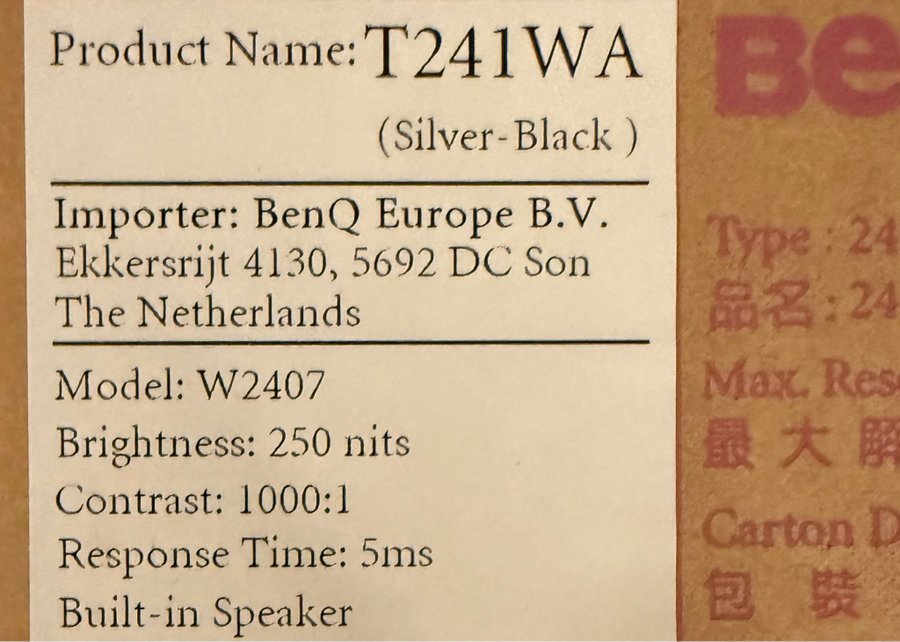 Product Name: T241WA
(Silver-Black )
Importer: BenQ Europe B.V.
Ekkersrijt 4130, 5692 DC Son
The Netherlands
Model: W2407
Brightness: 250 nits
Contrast: 1000:1
Response Time: 5ms
Built-in Speaker
Be
Type : 24
品名 : 24
Max. Res
最大解
Carton D
包裝